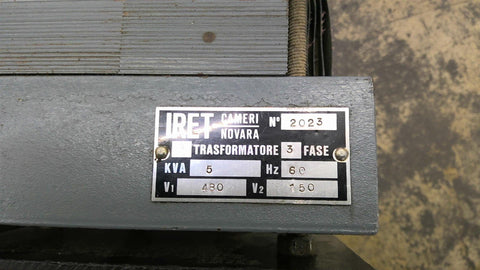 IRET CAMERI NOVARA N° 2023
TRASFORMATORE 3 FASE
KVA 5 Hz 60
V1 480 V2 150